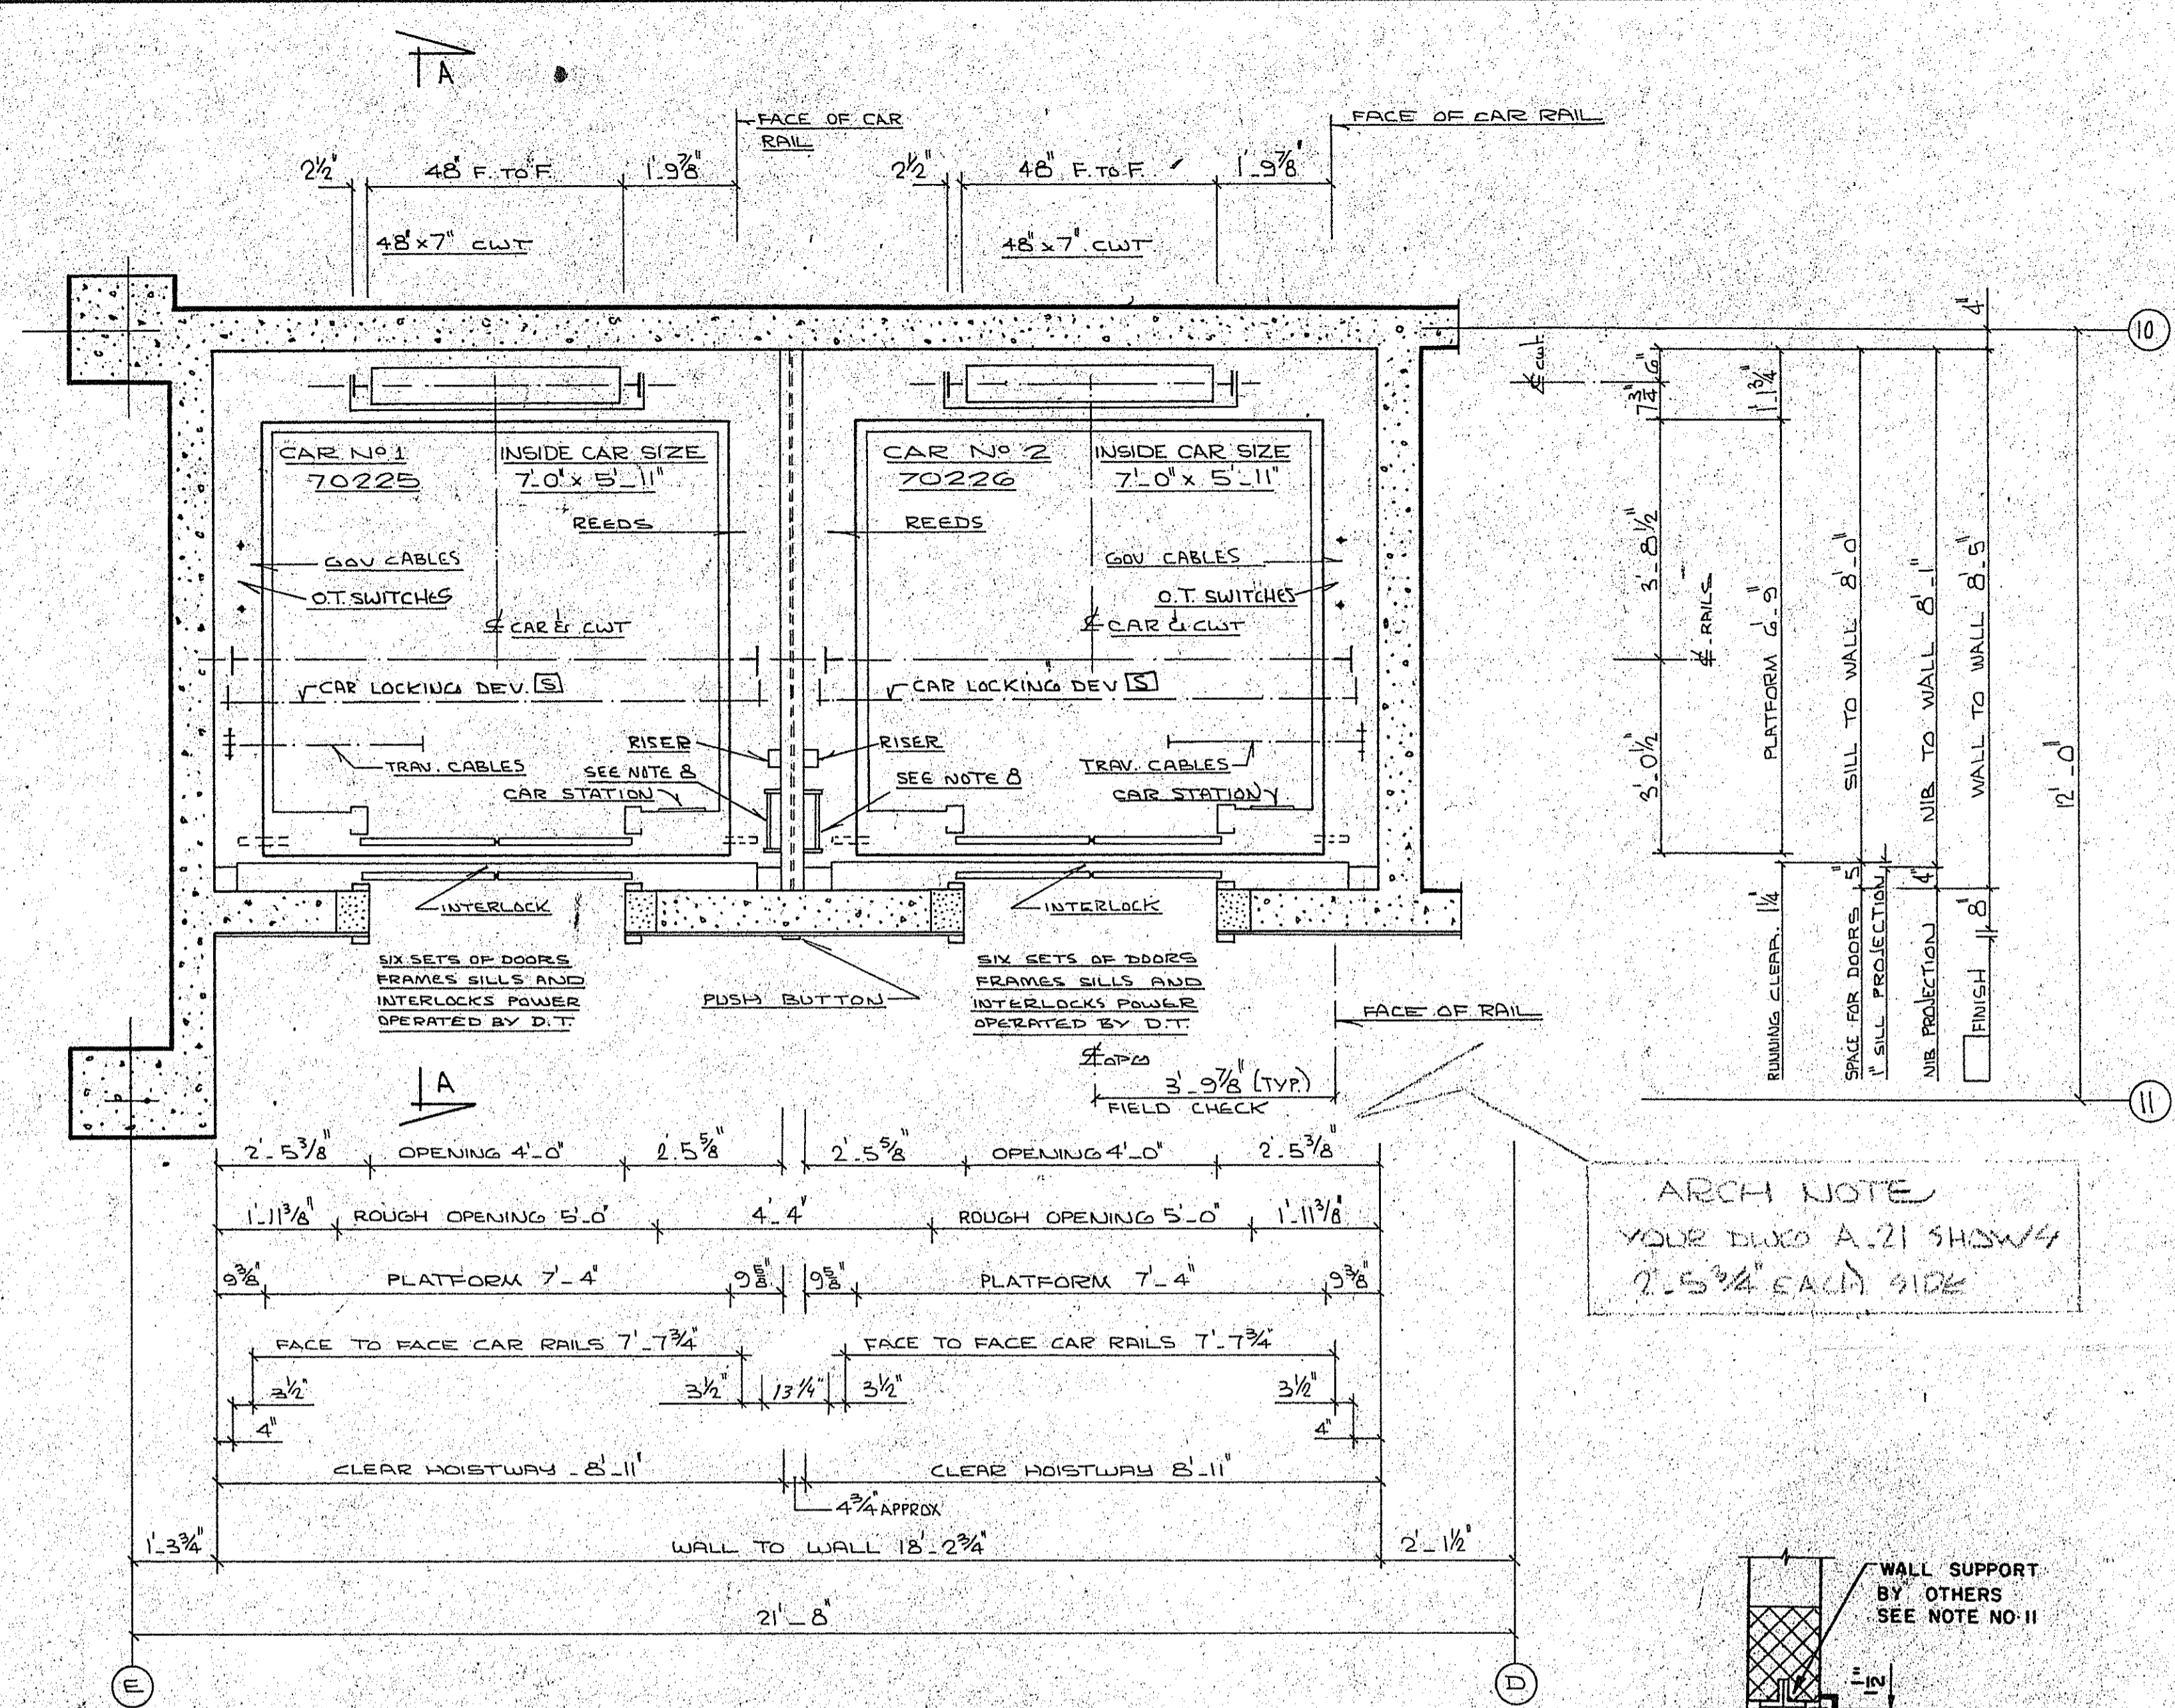 A
FACE OF CAR
RAIL
FACE OF CAR RAIL
2½" 48" F. TO F. 1'-9⅞"
2½" 48" F. TO F. 1'-9⅞"
48"x7" CWT
48"x7" CWT
CAR Nº 1
70225
INSIDE CAR SIZE
7'-0" x 5'-11"
REEDS
GOV CABLES
O.T. SWITCHES
℄ CAR & CWT
CAR LOCKING DEV. S
TRAV. CABLES
RISER
SEE NOTE 8
CAR STATION
INTERLOCK
CAR Nº 2
70226
INSIDE CAR SIZE
7'-0" x 5'-11"
REEDS
GOV CABLES
O.T. SWITCHES
℄ CAR & CWT
CAR LOCKING DEV S
RISER
SEE NOTE 8
TRAV. CABLES
CAR STATION
INTERLOCK
SIX SETS OF DOORS
FRAMES SILLS AND
INTERLOCKS POWER
OPERATED BY D.T.
PUSH BUTTON
SIX SETS OF DOORS
FRAMES SILLS AND
INTERLOCKS POWER
OPERATED BY D.T.
FACE OF RAIL
℄ OPG
3'-9⅞" (TYP.)
FIELD CHECK
A
℄ CWT
6"
7¾"
3'-8½"
℄ RAILS
3'-0½"
1'-1¾"
PLATFORM 6'-9"
RUNNING CLEAR. 1¼"
SILL TO WALL 8'-0"
SPACE FOR DOORS 5"
1" SILL PROJECTION
NIB TO WALL 8'-1"
NIB PROJECTION 4"
4"
WALL TO WALL 8'-5"
FINISH 8"
12'-0"
10
11
2'-5⅜" OPENING 4'-0" 2'-5⅝" 2'-5⅝" OPENING 4'-0" 2'-5⅜"
1'-11⅜" ROUGH OPENING 5'-0" 4'-4" ROUGH OPENING 5'-0" 1'-11⅜"
9⅜" PLATFORM 7'-4" 9⅝" 9⅝" PLATFORM 7'-4" 9⅜"
FACE TO FACE CAR RAILS 7'-7¾" FACE TO FACE CAR RAILS 7'-7¾"
3½" 3½" 13¼" 3½" 3½"
4" 4"
CLEAR HOISTWAY - 8'-11" CLEAR HOISTWAY 8'-11"
4¾" APPROX
1'-3¾" WALL TO WALL 18'-2¾" 2'-1½"
21'-8"
E
D
ARCH NOTE
YOUR DWG A.21 SHOWS
2'-5¾" EACH SIDE
WALL SUPPORT
BY OTHERS
SEE NOTE NO·11